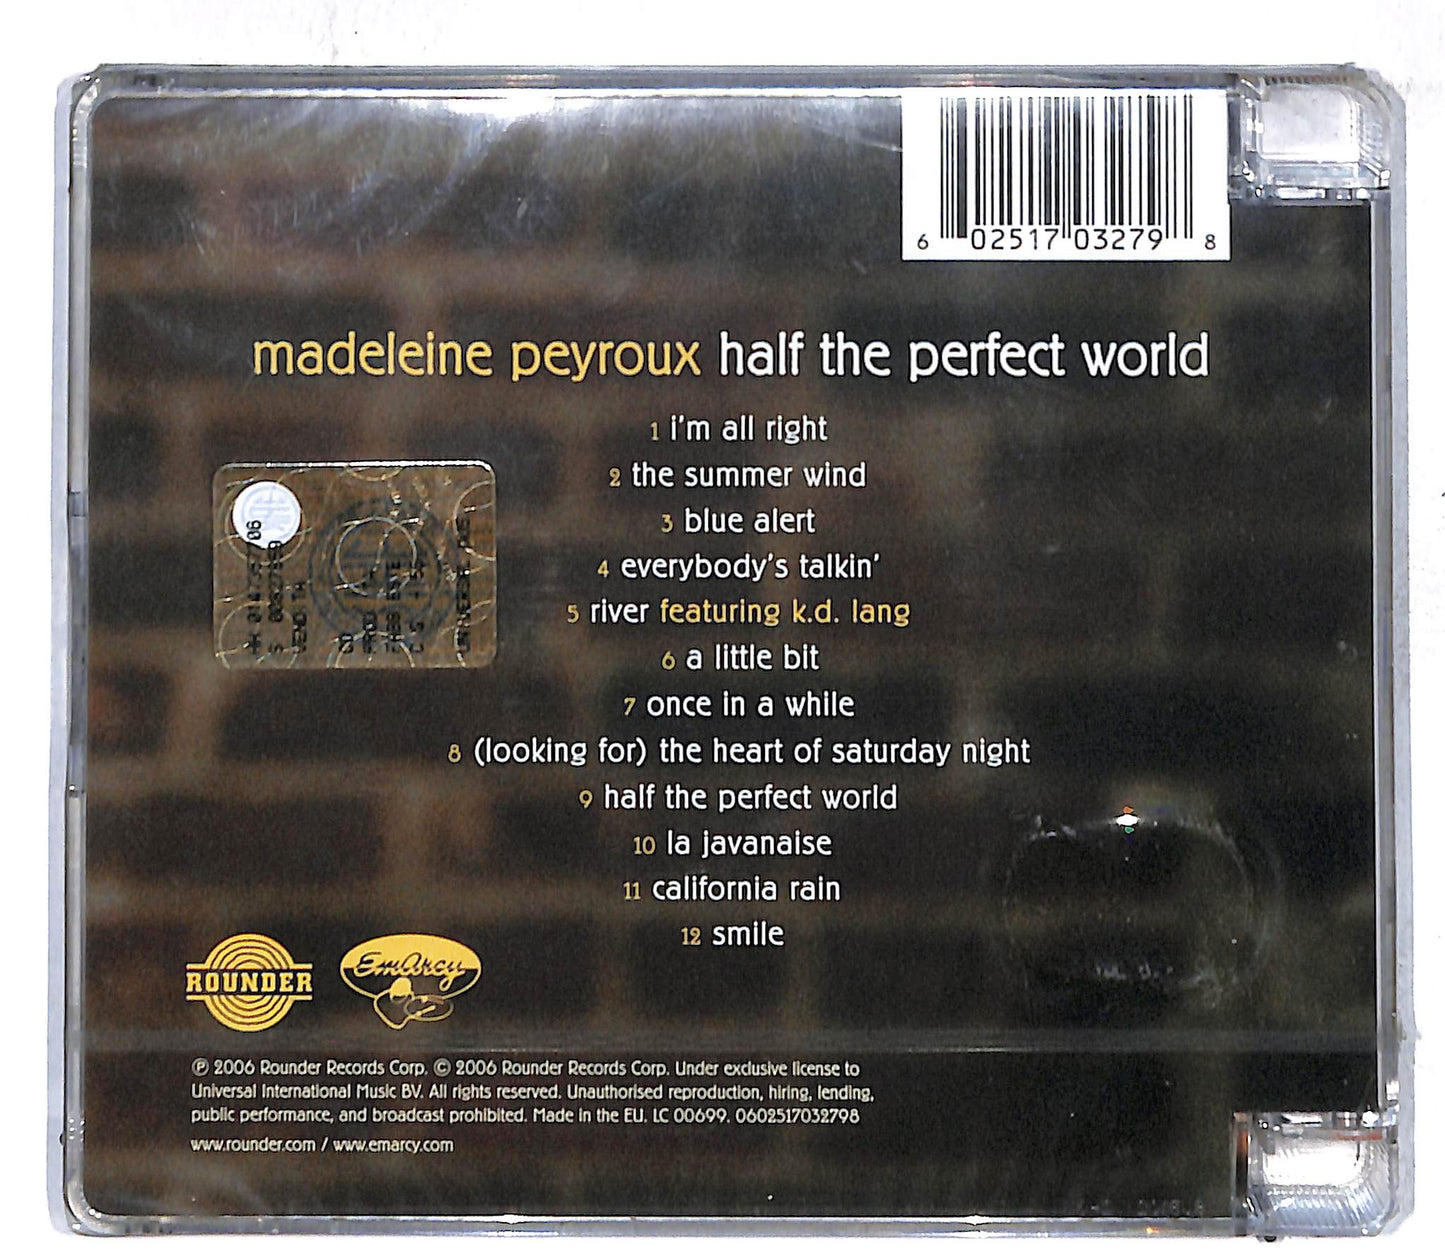 6 02517 03279 8
madeleine peyroux half the perfect world
1 i'm all right
2 the summer wind
3 blue alert
4 everybody's talkin'
5 river featuring k.d. lang
6 a little bit
7 once in a while
8 (looking for) the heart of saturday night
9 half the perfect world
10 la javanaise
11 california rain
12 smile
VENDITA
CD
ROUNDER
EmArcy
℗ 2006 Rounder Records Corp. © 2006 Rounder Records Corp. Under exclusive license to
Universal International Music BV. All rights reserved. Unauthorised reproduction, hiring, lending,
public performance, and broadcast prohibited. Made in the EU. LC 00699. 0602517032798
www.rounder.com / www.emarcy.com